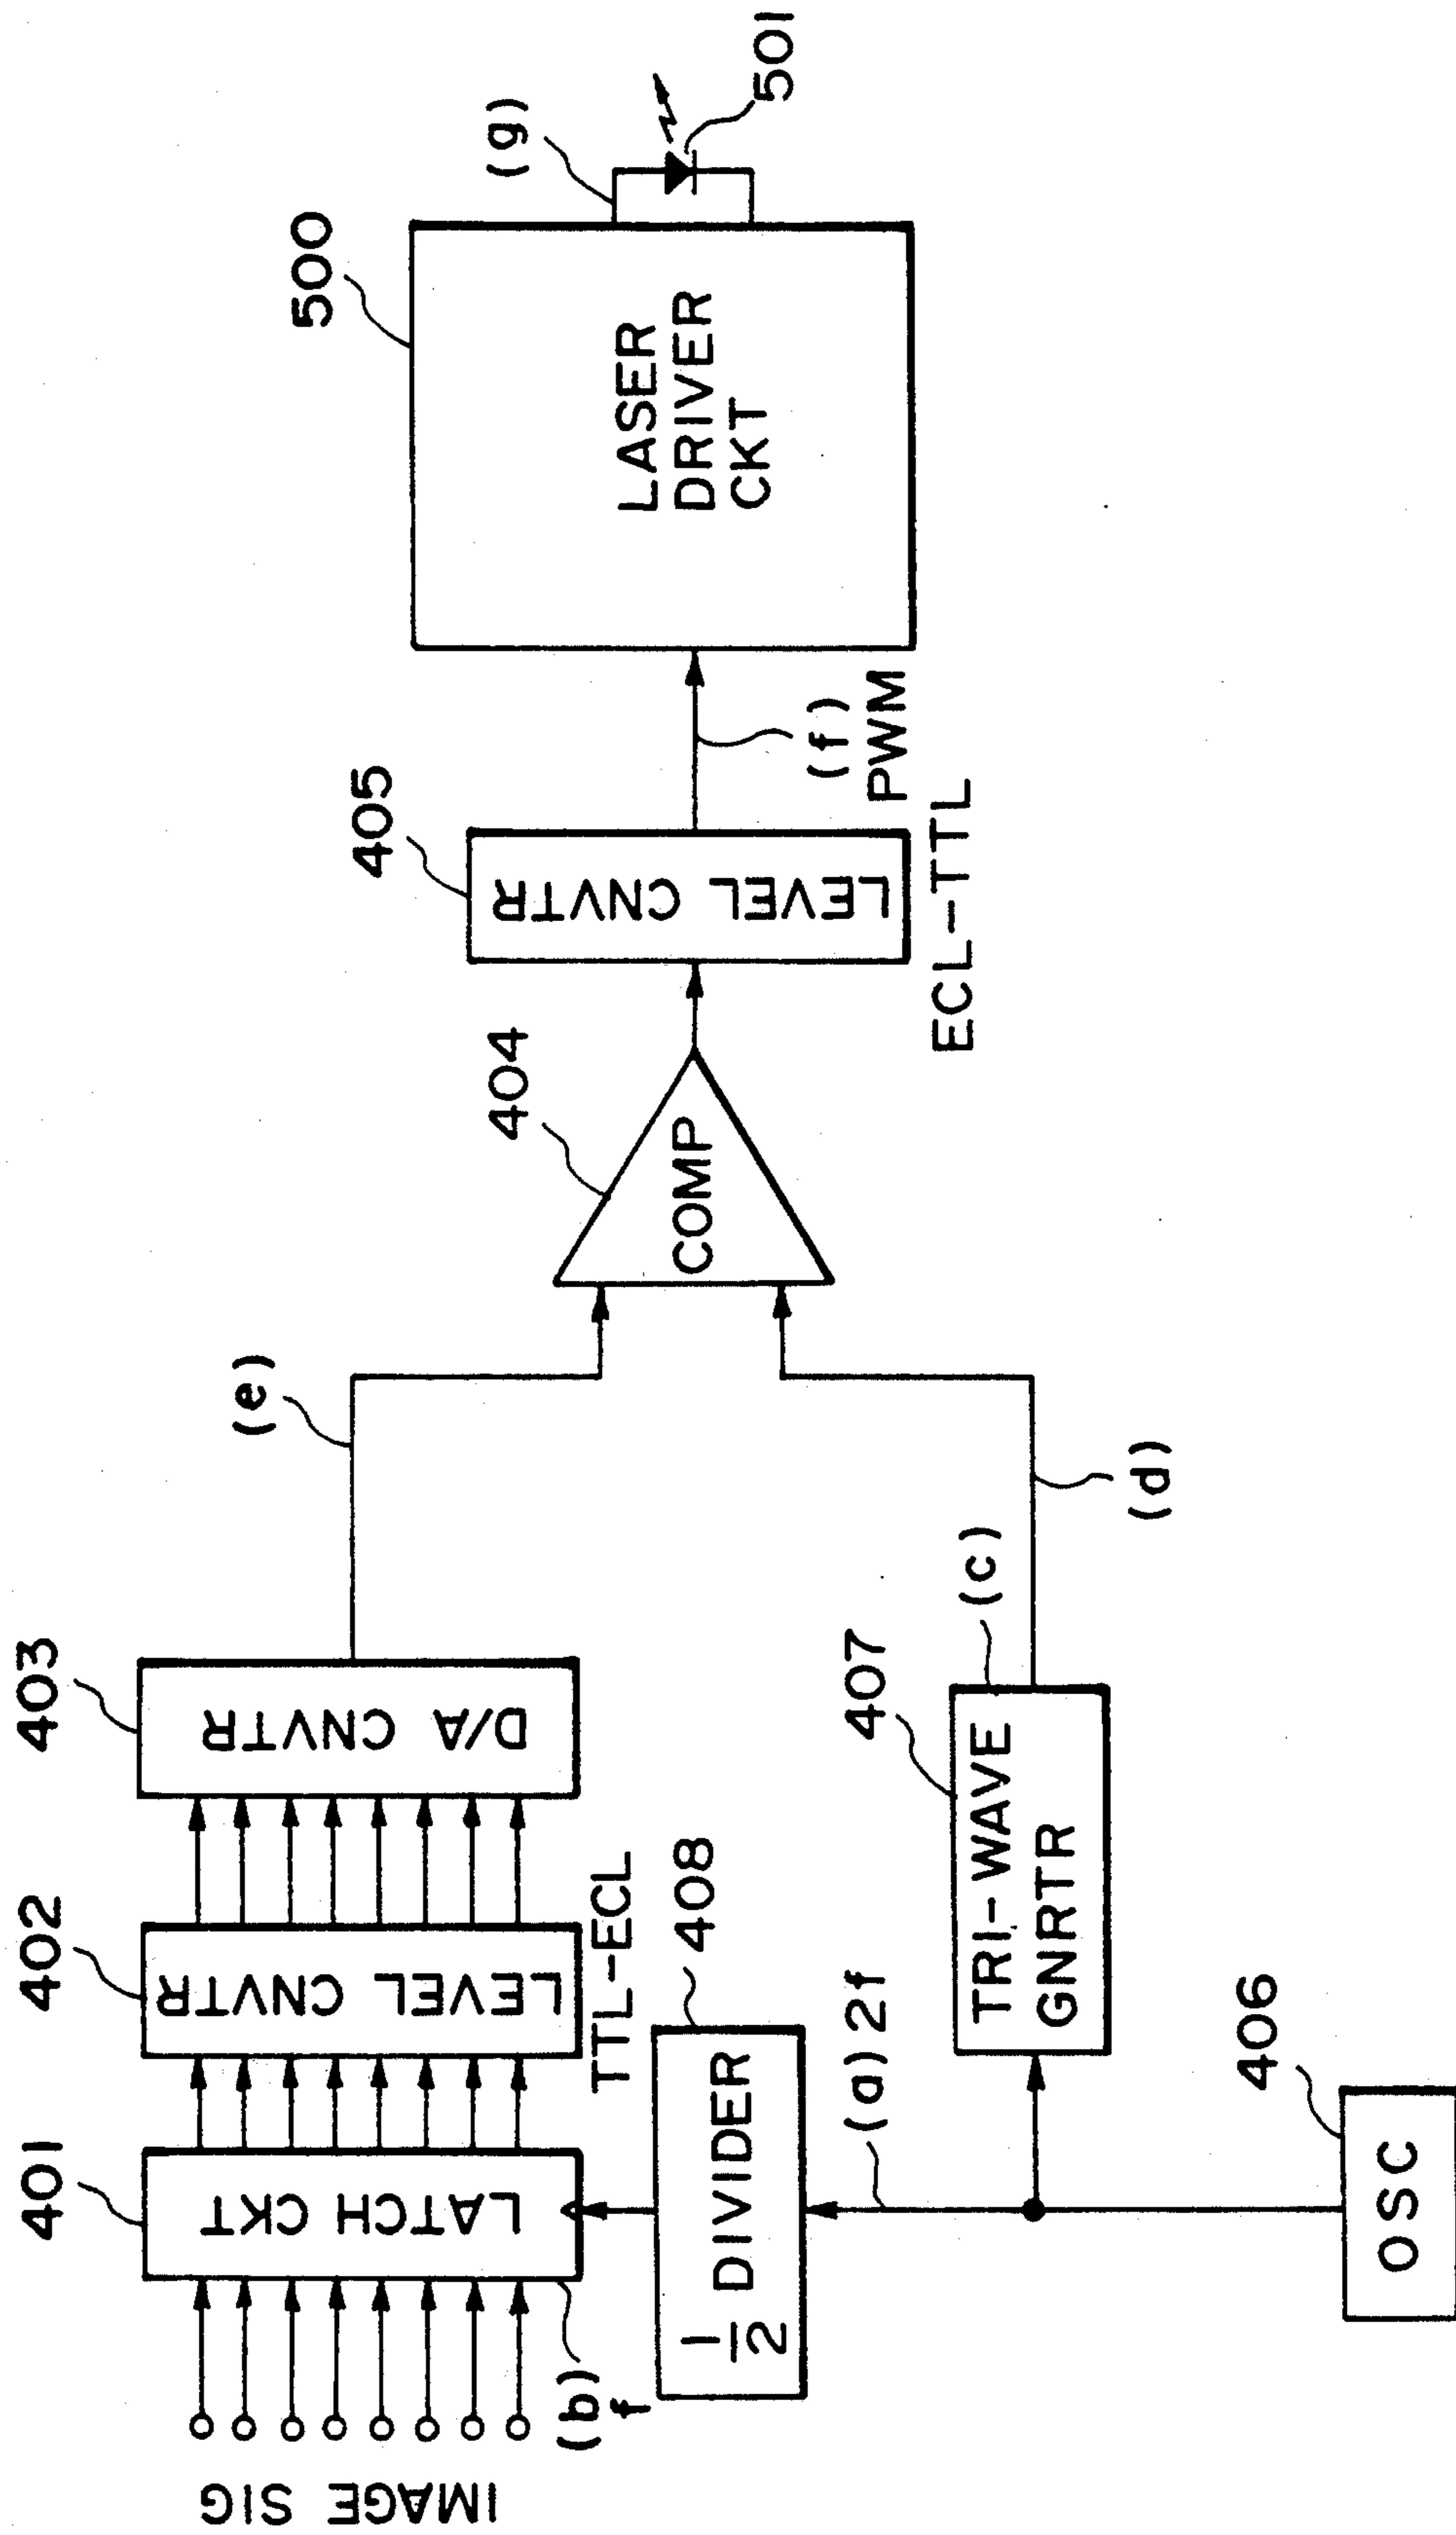 IMAGE SIG
401
LATCH CKT
(b)
f
402
LEVEL CNVTR
TTL-ECL
403
D/A CNVTR
(e)
1/2 DIVIDER
408
(a) 2f
OSC
406
TRI-WAVE
GNRTR
407
(c)
(d)
COMP
404
LEVEL CNVTR
405
ECL-TTL
(f)
PWM
LASER
DRIVER
CKT
500
(g)
501